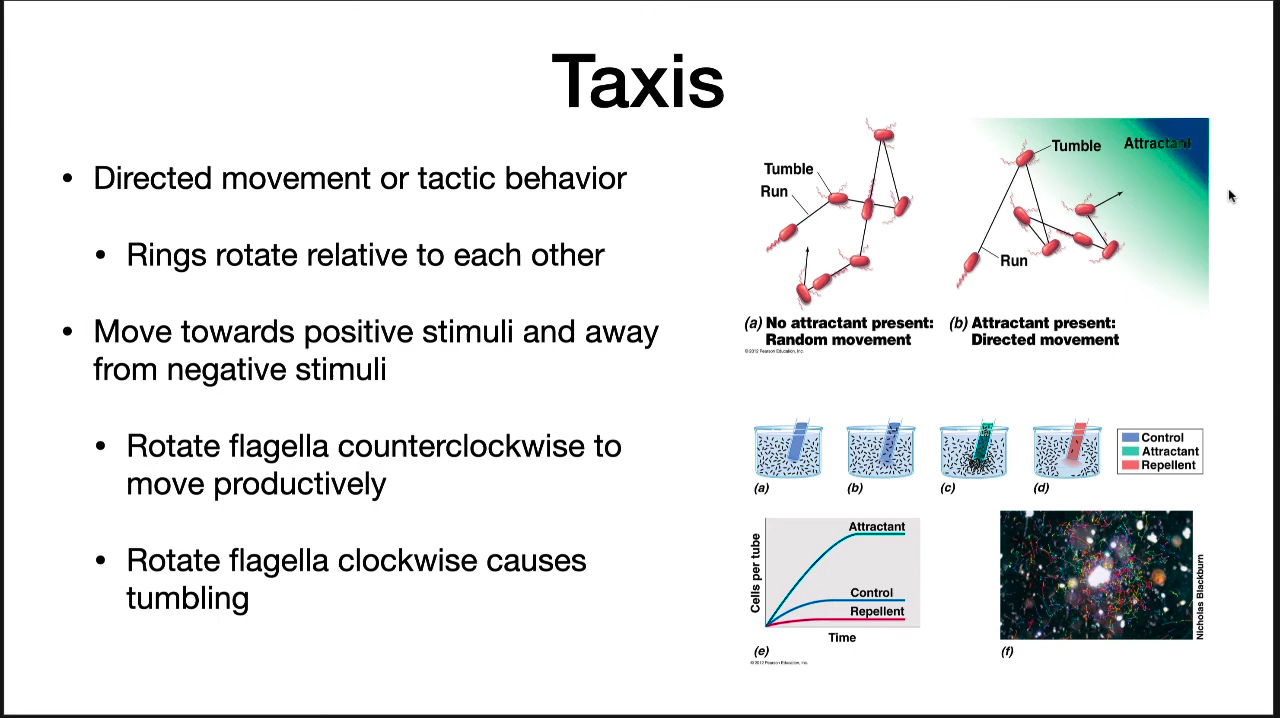 Taxis
• Directed movement or tactic behavior
• Rings rotate relative to each other
• Move towards positive stimuli and away
from negative stimuli
• Rotate flagella counterclockwise to
move productively
• Rotate flagella clockwise causes
tumbling
Tumble
Run
(a) No attractant present:
Random movement
© 2012 Pearson Education, Inc.
Tumble
Attractant
Run
(b) Attractant present:
Directed movement
(a)
(b)
(c)
(d)
Control
Attractant
Repellent
Cells per tube
Attractant
Control
Repellent
Time
(e)
© 2012 Pearson Education, Inc.
Nicholas Blackburn
(f)